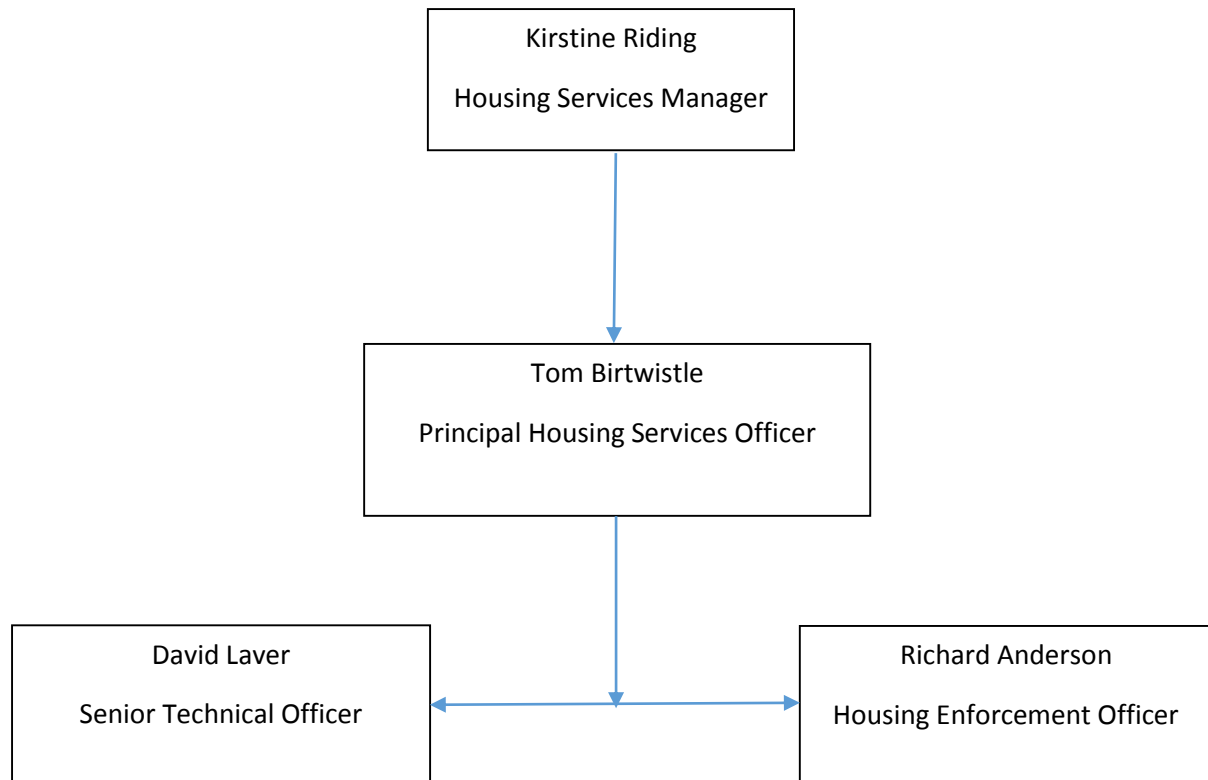 Kirstine Riding
Housing Services Manager
Tom Birtwistle
Principal Housing Services Officer
David Laver
Senior Technical Officer
Richard Anderson
Housing Enforcement Officer